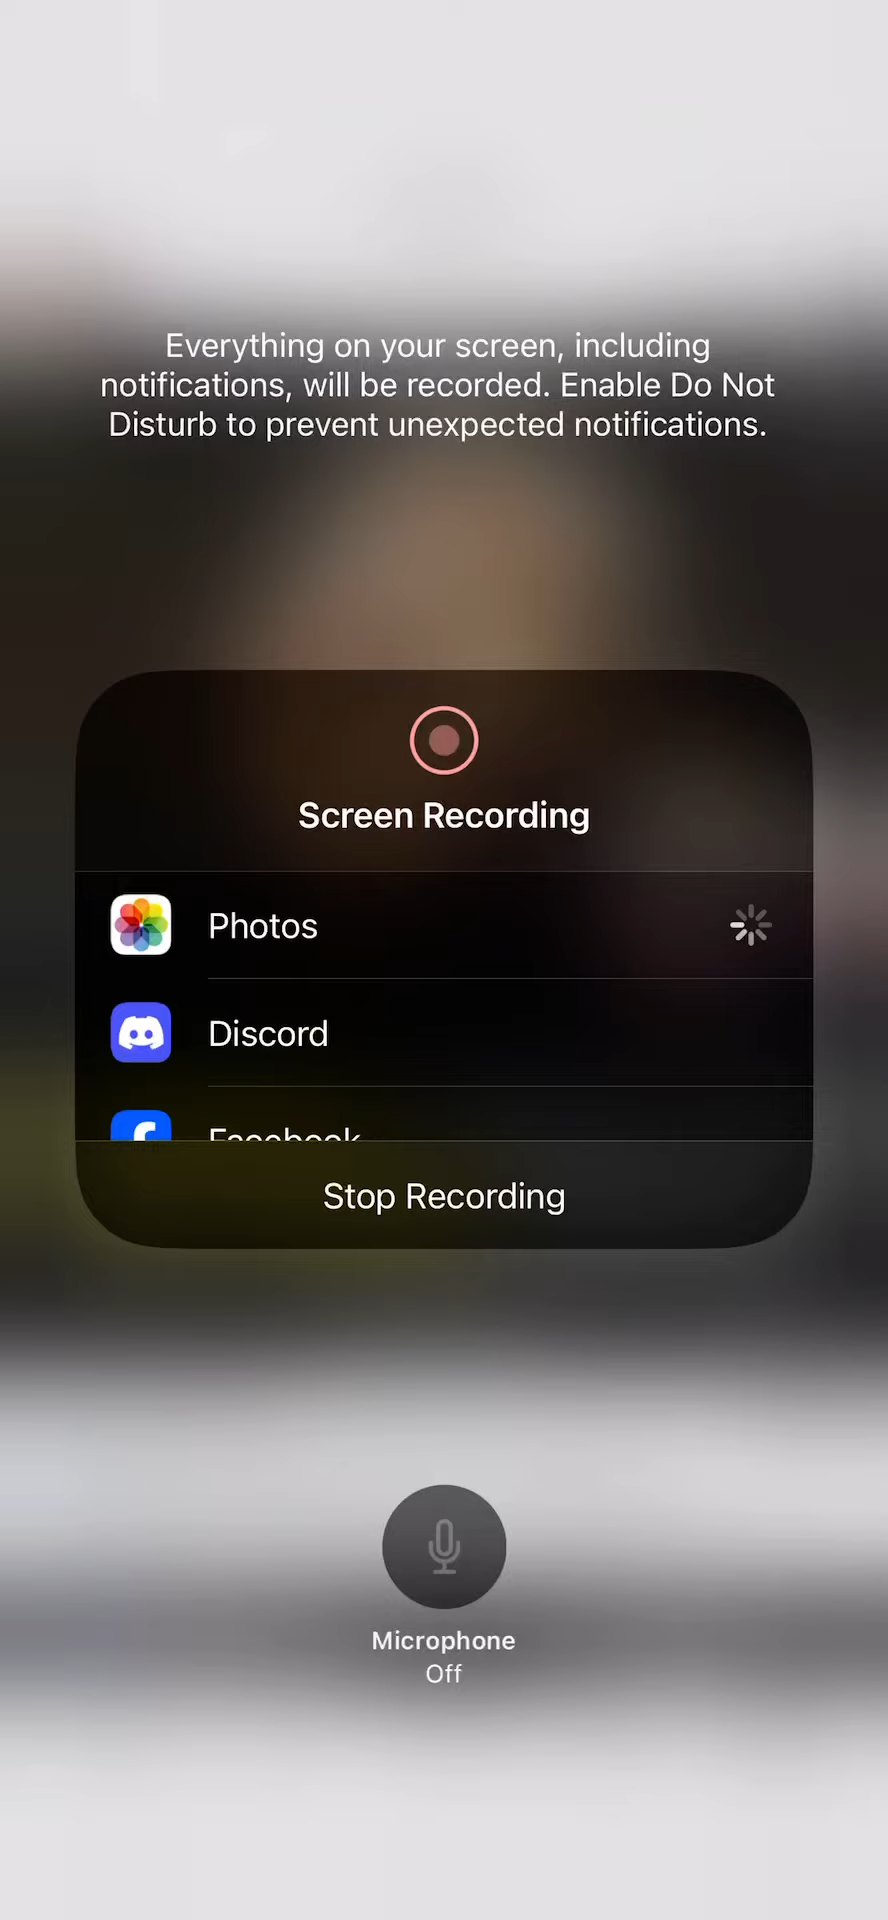 Everything on your screen, including
notifications, will be recorded. Enable Do Not
Disturb to prevent unexpected notifications.
Screen Recording
Photos
Discord
Facebook
Stop Recording
Microphone
Off